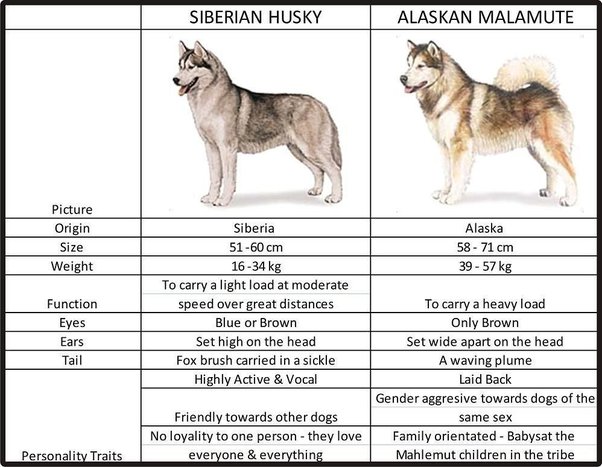 SIBERIAN HUSKY ALASKAN MALAMUTE
Picture
Origin Siberia Alaska
Size 51 -60 cm 58 - 71 cm
Weight 16 -34 kg 39 - 57 kg
To carry a light load at moderate
Function speed over great distances To carry a heavy load
Eyes Blue or Brown Only Brown
Ears Set high on the head Set wide apart on the head
Tail Fox brush carried in a sickle A waving plume
Highly Active & Vocal Laid Back
Gender aggresive towards dogs of the
Friendly towards other dogs same sex
No loyality to one person - they love Family orientated - Babysat the
Personality Traits everyone & everything Mahlemut children in the tribe